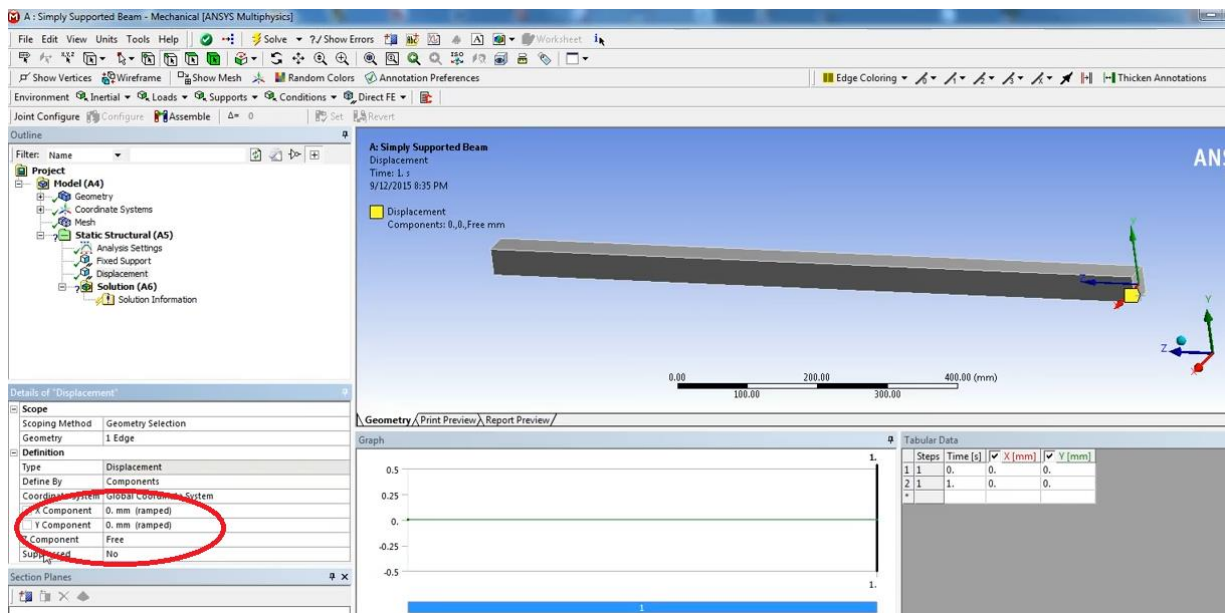 A : Simply Supported Beam - Mechanical [ANSYS Multiphysics]
File Edit View Units Tools Help Solve ?/ Show Errors A Worksheet
Show Vertices Wireframe Show Mesh Random Colors Annotation Preferences Edge Coloring Thicken Annotations
Environment Inertial Loads Supports Conditions Direct FE
Joint Configure Configure Assemble Δ= 0 Set Revert
Outline
Filter: Name
Project
Model (A4)
Geometry
Coordinate Systems
Mesh
Static Structural (A5)
Analysis Settings
Fixed Support
Displacement
Solution (A6)
Solution Information
A: Simply Supported Beam
Displacement
Time: 1. s
9/12/2015 8:35 PM
Displacement
Components: 0.,0.,Free mm
ANS
Y
Z
X
0.00 200.00 400.00 (mm)
100.00 300.00
Geometry Print Preview Report Preview
Details of "Displacement"
Scope
Scoping Method Geometry Selection
Geometry 1 Edge
Definition
Type Displacement
Define By Components
Coordinate System Global Coordinate System
X Component 0. mm (ramped)
Y Component 0. mm (ramped)
Z Component Free
Suppressed No
Section Planes
Graph
1.
0.5
0.25
0.
-0.25
-0.5
1.
1
Tabular Data
Steps Time [s] X [mm] Y [mm]
1 1 0. 0. 0.
2 1 1. 0. 0.
*